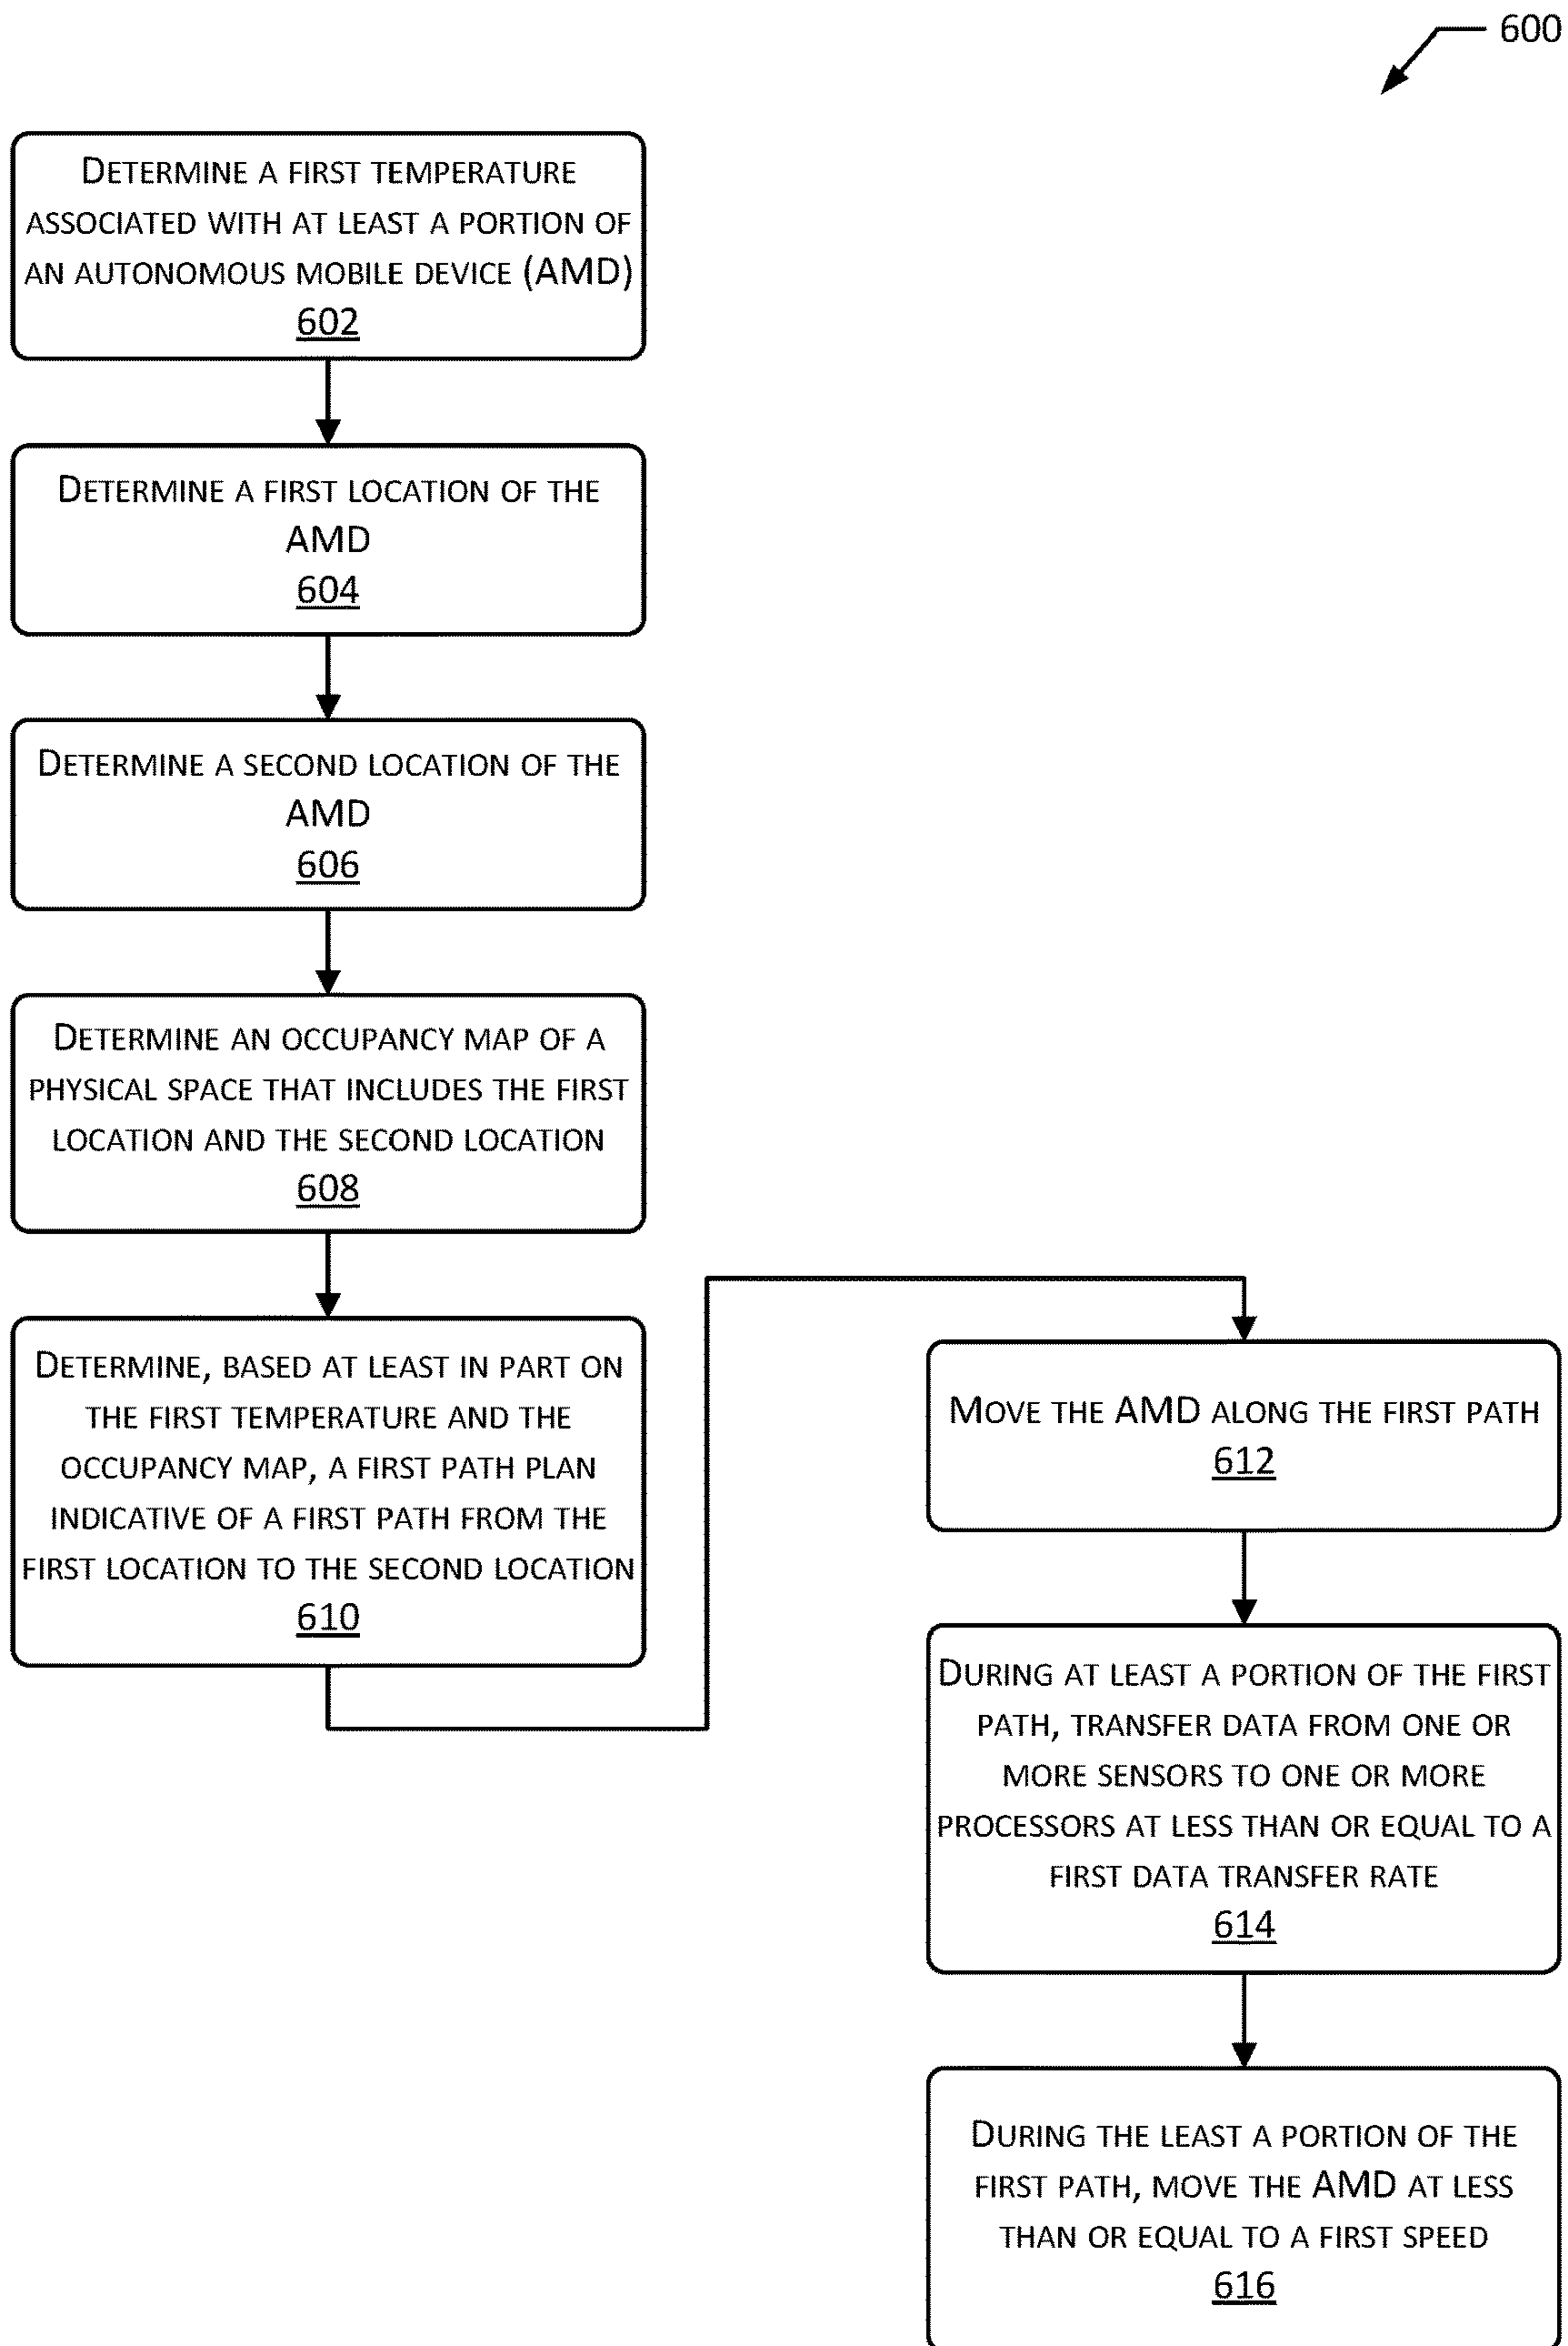 600
DETERMINE A FIRST TEMPERATURE
ASSOCIATED WITH AT LEAST A PORTION OF
AN AUTONOMOUS MOBILE DEVICE (AMD)
602
DETERMINE A FIRST LOCATION OF THE
AMD
604
DETERMINE A SECOND LOCATION OF THE
AMD
606
DETERMINE AN OCCUPANCY MAP OF A
PHYSICAL SPACE THAT INCLUDES THE FIRST
LOCATION AND THE SECOND LOCATION
608
DETERMINE, BASED AT LEAST IN PART ON
THE FIRST TEMPERATURE AND THE
OCCUPANCY MAP, A FIRST PATH PLAN
INDICATIVE OF A FIRST PATH FROM THE
FIRST LOCATION TO THE SECOND LOCATION
610
MOVE THE AMD ALONG THE FIRST PATH
612
DURING AT LEAST A PORTION OF THE FIRST
PATH, TRANSFER DATA FROM ONE OR
MORE SENSORS TO ONE OR MORE
PROCESSORS AT LESS THAN OR EQUAL TO A
FIRST DATA TRANSFER RATE
614
DURING THE LEAST A PORTION OF THE
FIRST PATH, MOVE THE AMD AT LESS
THAN OR EQUAL TO A FIRST SPEED
616